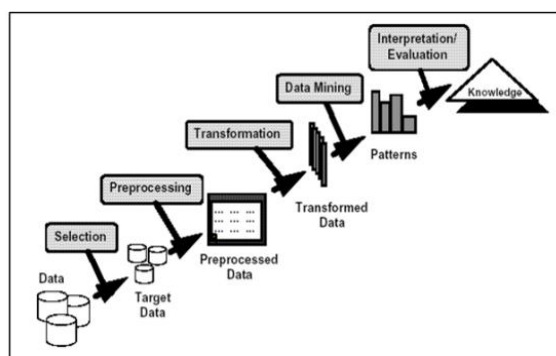 Interpretation/
Evaluation
Data Mining
Knowledge
Transformation
Patterns
Preprocessing
Transformed
Data
Selection
Preprocessed
Data
Data
Target
Data